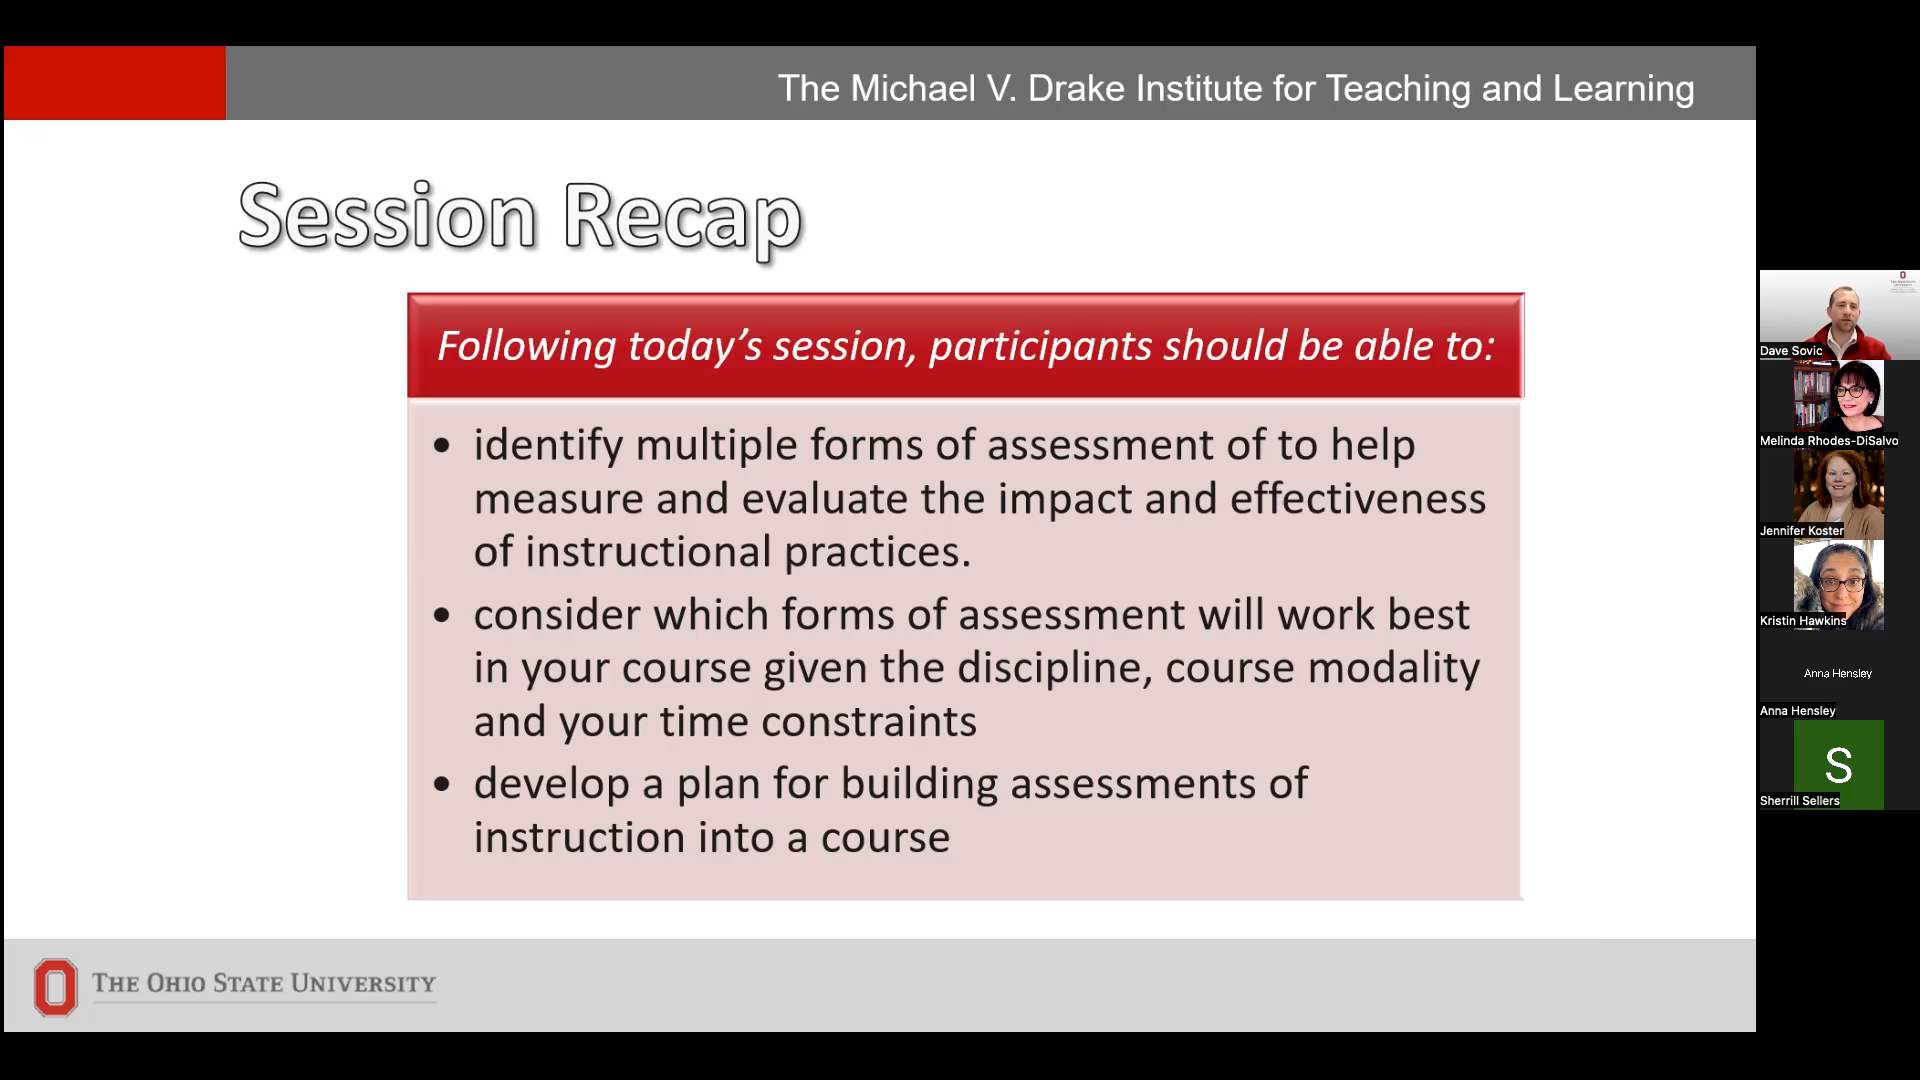 The Michael V. Drake Institute for Teaching and Learning
Session Recap
Following today's session, participants should be able to:
• identify multiple forms of assessment of to help
measure and evaluate the impact and effectiveness
of instructional practices.
• consider which forms of assessment will work best
in your course given the discipline, course modality
and your time constraints
• develop a plan for building assessments of
instruction into a course
THE OHIO STATE UNIVERSITY
Dave Sovic
Melinda Rhodes-DiSalvo
Jennifer Koster
Kristin Hawkins
Anna Hensley
Anna Hensley
S
Sherrill Sellers